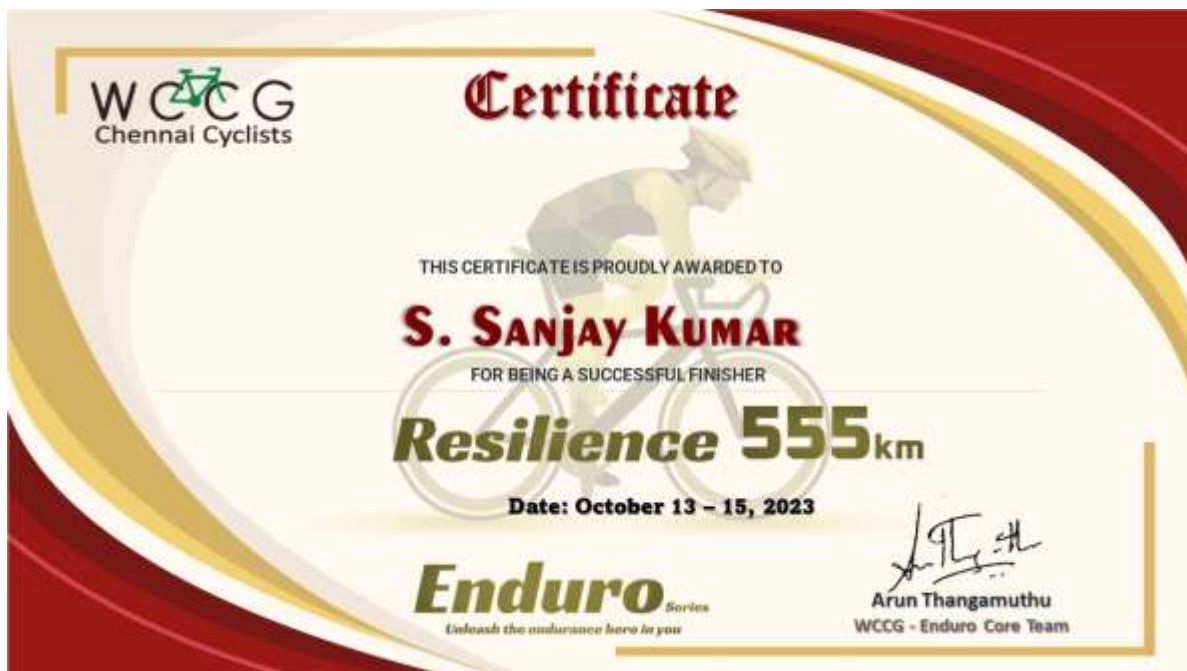 WCCG
Chennai Cyclists
Certificate
THIS CERTIFICATE IS PROUDLY AWARDED TO
S. SANJAY KUMAR
FOR BEING A SUCCESSFUL FINISHER
Resilience 555km
Date: October 13 – 15, 2023
Enduro Series
Unleash the endurance hero in you
Arun Thangamuthu
WCCG - Enduro Core Team